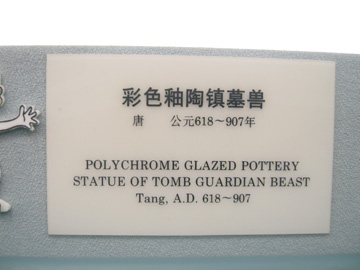 彩色釉陶镇墓兽
唐 公元618～907年
POLYCHROME GLAZED POTTERY
STATUE OF TOMB GUARDIAN BEAST
Tang, A.D. 618～907